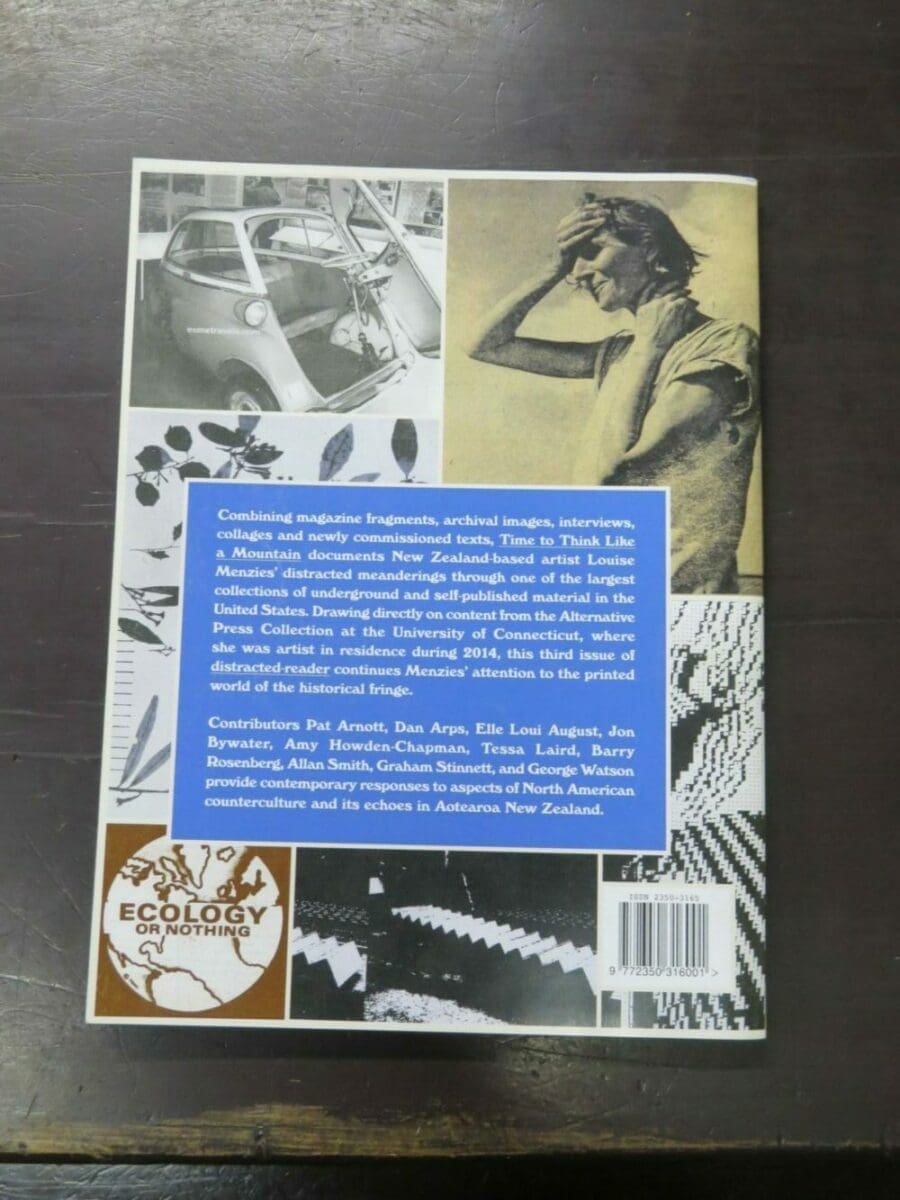 esmetravels.com
Combining magazine fragments, archival images, interviews,
collages and newly commissioned texts, Time to Think Like
a Mountain documents New Zealand-based artist Louise
Menzies' distracted meanderings through one of the largest
collections of underground and self-published material in the
United States. Drawing directly on content from the Alternative
Press Collection at the University of Connecticut, where
she was artist in residence during 2014, this third issue of
distracted-reader continues Menzies' attention to the printed
world of the historical fringe.
Contributors Pat Arnott, Dan Arps, Elle Loui August, Jon
Bywater, Amy Howden-Chapman, Tessa Laird, Barry
Rosenberg, Allan Smith, Graham Stinnett, and George Watson
provide contemporary responses to aspects of North American
counterculture and its echoes in Aotearoa New Zealand.
ECOLOGY
OR NOTHING
ISSN 2350-3165
9 772350 316001 >